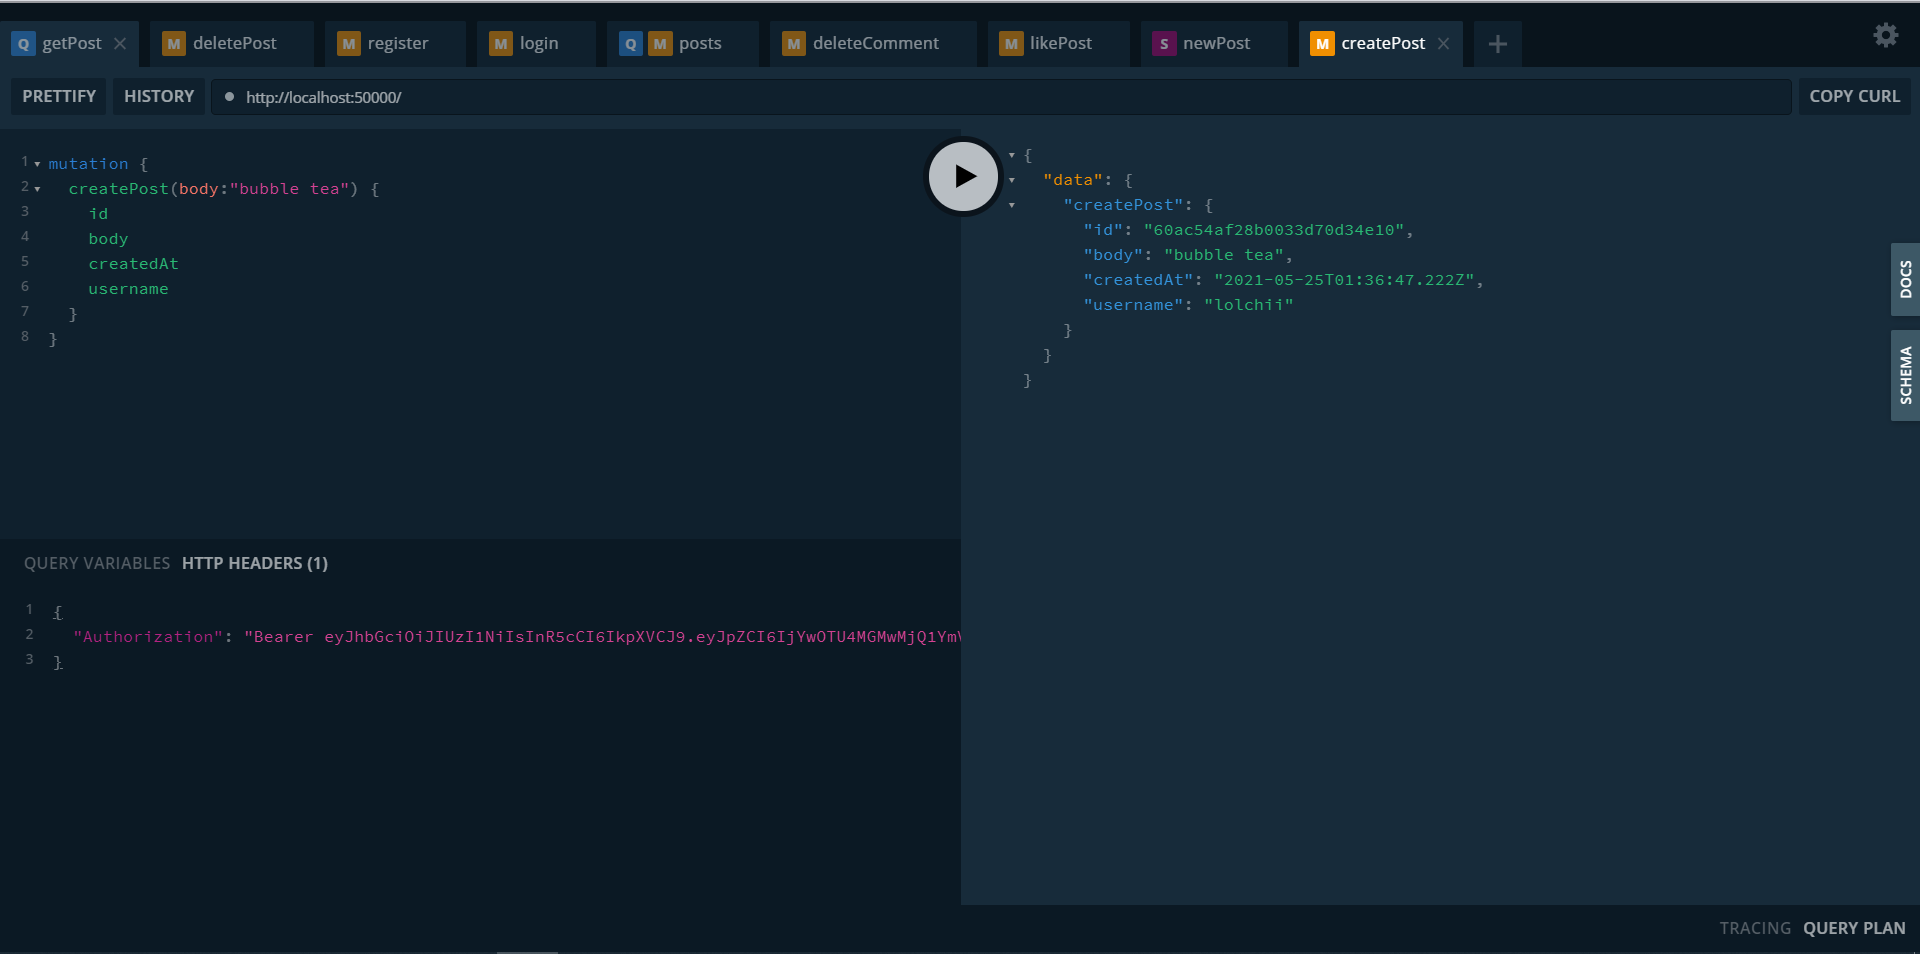 Q getPost × M deletePost M register M login Q M posts M deleteComment M likePost S newPost M createPost × +
PRETTIFY HISTORY http://localhost:50000/ COPY CURL
1 mutation {
2 createPost(body:"bubble tea") {
3 id
4 body
5 createdAt
6 username
7 }
8 }
{
"data": {
"createPost": {
"id": "60ac54af28b0033d70d34e10",
"body": "bubble tea",
"createdAt": "2021-05-25T01:36:47.222Z",
"username": "lolchii"
}
}
}
DOCS
SCHEMA
QUERY VARIABLES HTTP HEADERS (1)
1 {
2 "Authorization": "Bearer eyJhbGciOiJIUzI1NiIsInR5cCI6IkpXVCJ9.eyJpZCI6IjYwOTU4MGMwMjQ1Ym
3 }
TRACING QUERY PLAN